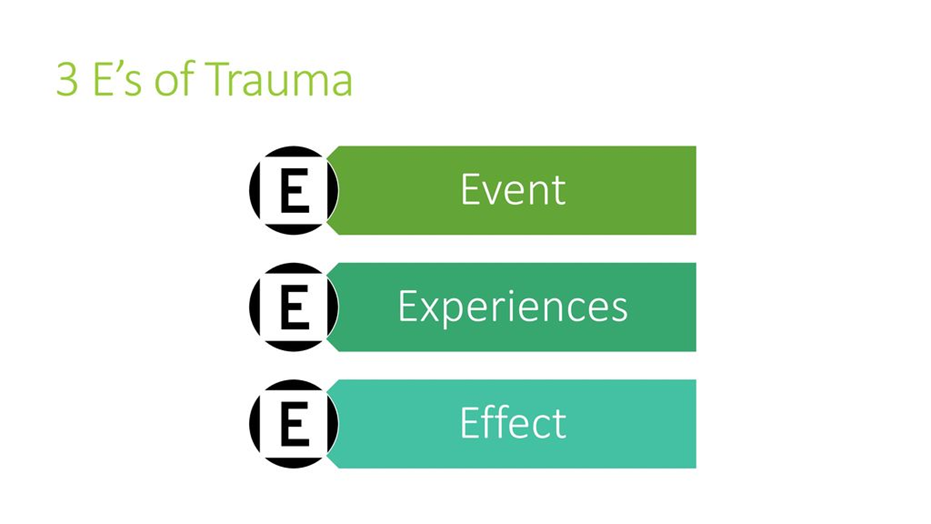 3 E’s of Trauma
E
Event
E
Experiences
E
Effect